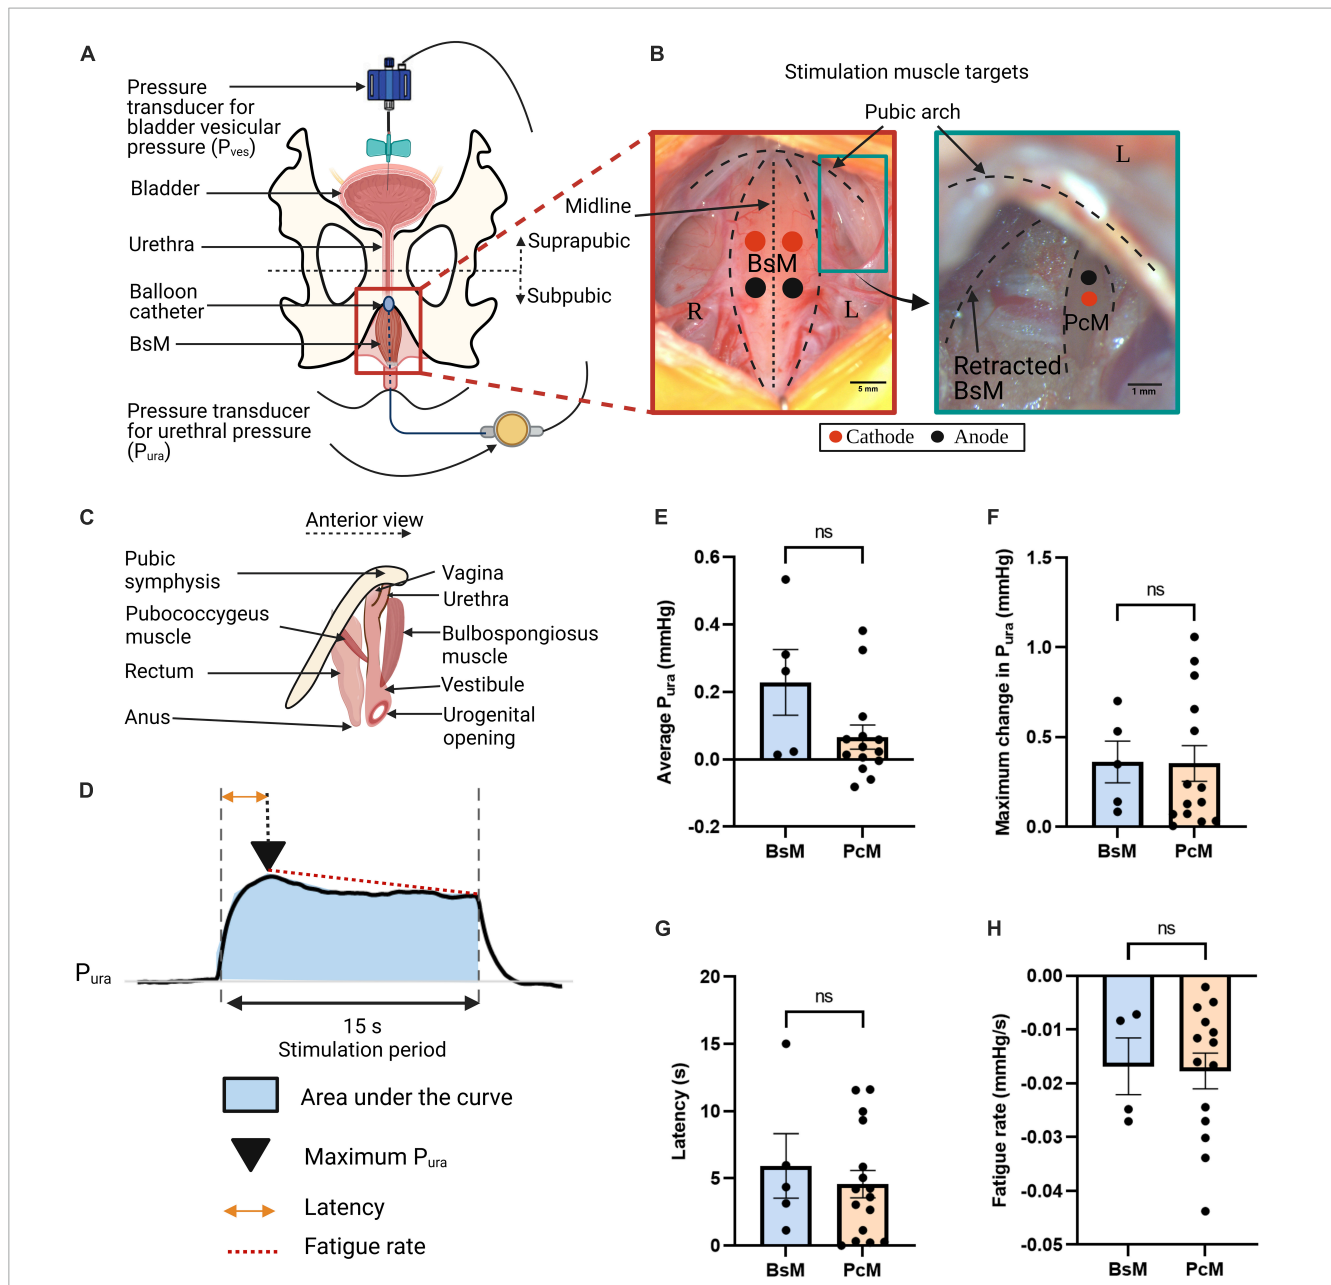 A
Pressure
transducer for
bladder vesicular
pressure (Pves)
Bladder
Urethra
Balloon
catheter
BsM
Suprapubic
Subpubic
Pressure transducer
for urethral pressure
(Pura)
B
Stimulation muscle targets
Pubic arch
Midline
BsM
R
L
5 mm
L
PcM
Retracted
BsM
1 mm
Cathode
Anode
C
Anterior view
Pubic
symphysis
Pubococcygeus
muscle
Rectum
Anus
Vagina
Urethra
Bulbospongiosus
muscle
Vestibule
Urogenital
opening
D
Pura
15 s
Stimulation period
Area under the curve
Maximum Pura
Latency
Fatigue rate
E
ns
Average Pura (mmHg)
0.6
0.4
0.2
0.0
-0.2
BsM
PcM
F
ns
Maximum change in Pura (mmHg)
1.5
1.0
0.5
0.0
BsM
PcM
G
ns
Latency (s)
20
15
10
5
0
BsM
PcM
H
ns
Fatigue rate (mmHg/s)
0.00
-0.01
-0.02
-0.03
-0.04
-0.05
BsM
PcM